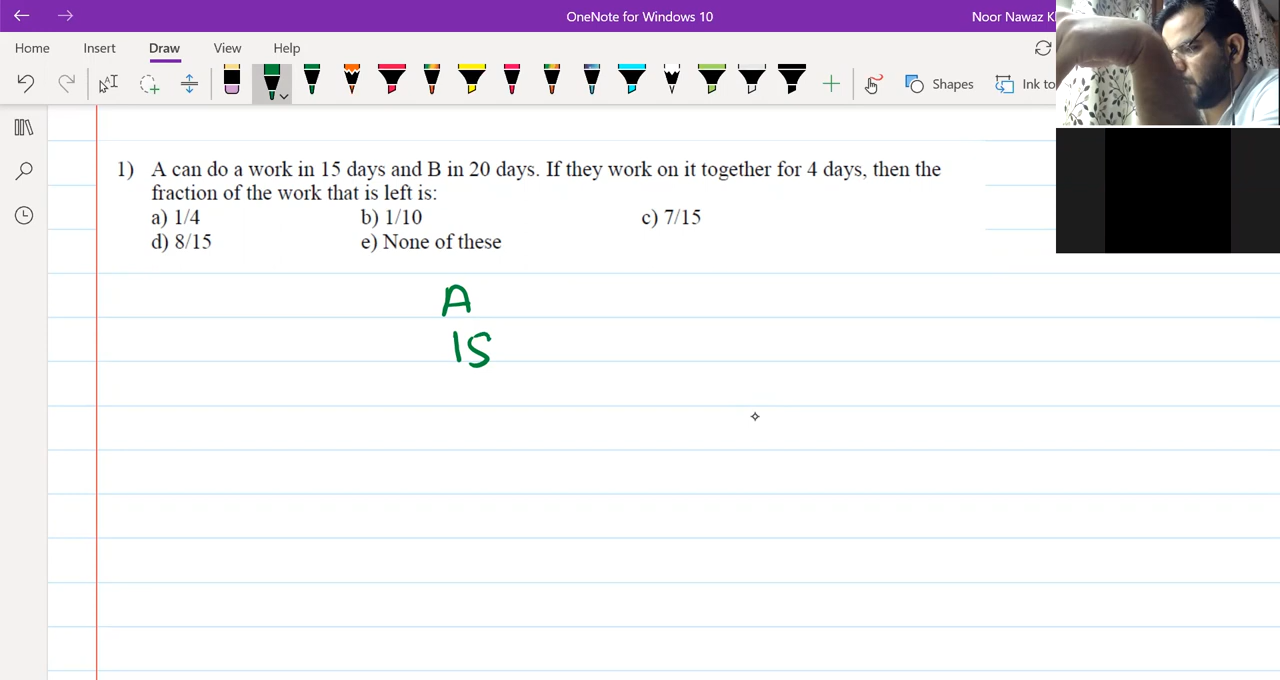 OneNote for Windows 10
Noor Nawaz K
Home Insert Draw View Help
Shapes Ink to
1) A can do a work in 15 days and B in 20 days. If they work on it together for 4 days, then the
fraction of the work that is left is:
a) 1/4 b) 1/10 c) 7/15
d) 8/15 e) None of these
A
15